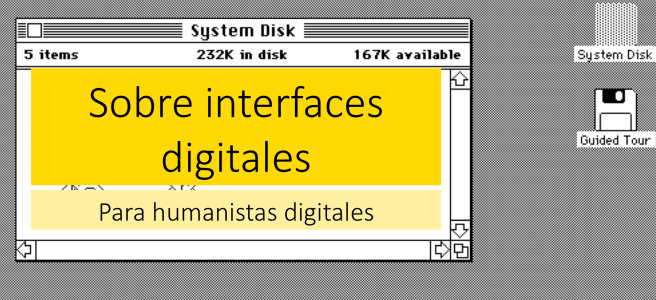 System Disk
5 items 232K in disk 167K available
Sobre interfaces
digitales
Para humanistas digitales
System Disk
Guided Tour